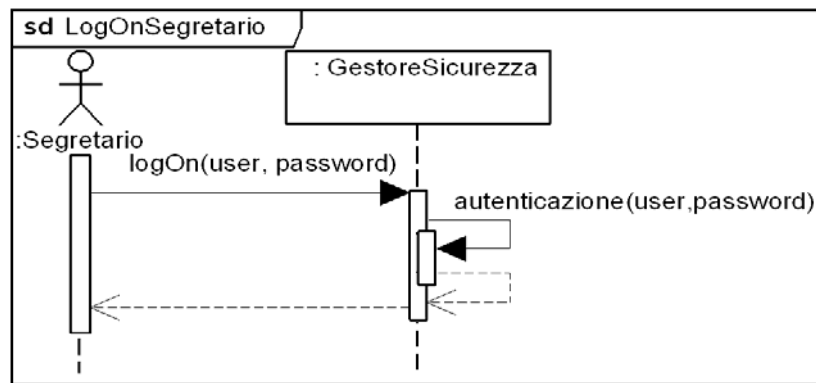 sd LogOnSegretario
: GestoreSicurezza
:Segretario
logOn(user, password)
autenticazione(user,password)